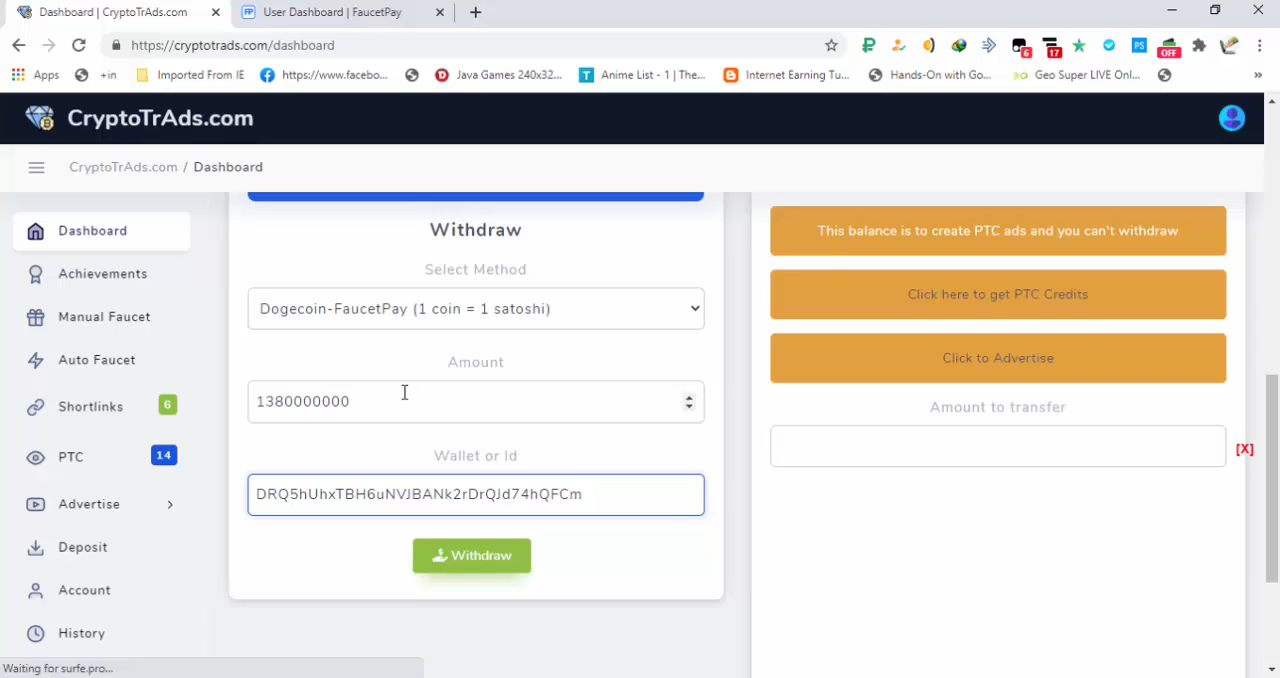 Dashboard | CryptoTrAds.com
User Dashboard | FaucetPay
https://cryptotrads.com/dashboard
6
17
PS
OFF
Apps
+in
Imported From IE
https://www.facebo...
Java Games 240x32...
Anime List - 1 | The...
Internet Earning Tu...
Hands-On with Go...
Geo Super LIVE Onl...
»
CryptoTrAds.com
CryptoTrAds.com / Dashboard
Dashboard
Achievements
Manual Faucet
Auto Faucet
Shortlinks 6
PTC 14
Advertise
Deposit
Account
History
Withdraw
Select Method
Dogecoin-FaucetPay (1 coin = 1 satoshi)
Amount
1380000000
Wallet or Id
DRQ5hUhxTBH6uNVJBANk2rDrQJd74hQFCm
Withdraw
This balance is to create PTC ads and you can't withdraw
Click here to get PTC Credits
Click to Advertise
Amount to transfer
[X]
Waiting for surfe.pro...